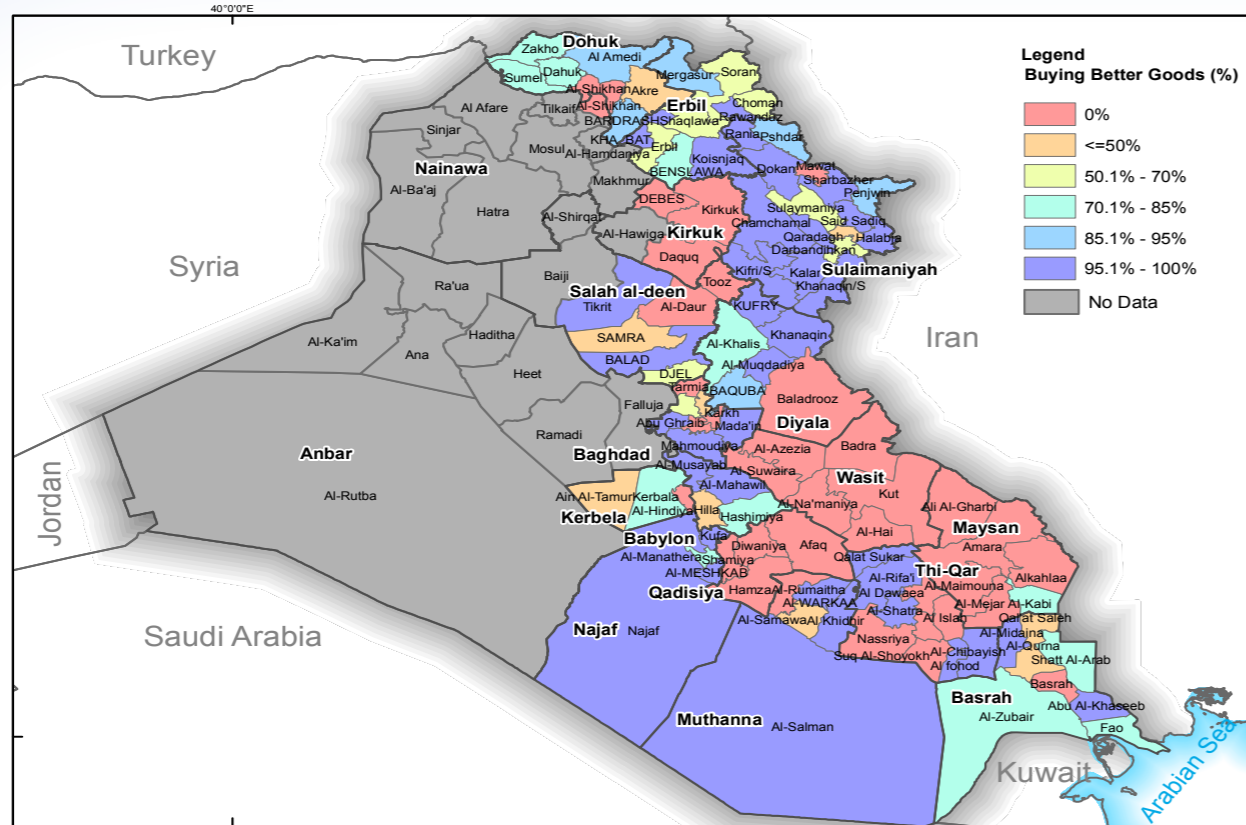 40°0'0"E
Turkey
Syria
Jordan
Saudi Arabia
Iran
Kuwait
Arabian Sea
Legend
Buying Better Goods (%)
0%
<=50%
50.1% - 70%
70.1% - 85%
85.1% - 95%
95.1% - 100%
No Data
Dohuk
Zakho
Al Amedi
Sumel
Dahuk
Mergasur
Soran
Al-Shikhan
Al-Shikhan
Akre
Choman
Erbil
Al Afare
Tilkaif
BARDRASH
Shaqlawa
Rawanduz
Sinjar
Mosul
KHA_BAT
Rania
Pshdar
Al-Hamdaniya
Erbil
Nainawa
BENSLAWA
Koisnjaq
Dokan
Mawat
Sharbazher
Al-Ba'aj
Makhmur
Penjwin
Hatra
DEBES
Kirkuk
Sulaymaniya
Al-Shirqat
Chamchamal
Said Sadiq
Al-Hawiga
Kirkuk
Qaradagh
Halabja
Daquq
Darbandihkan
Baiji
Tooz
Kifri/S
Kalar
Sulaimaniyah
Khanaqin/S
Ra'ua
Salah al-deen
Tikrit
Al-Daur
KUFRY
Haditha
SAMRA
Al-Khalis
Khanaqin
Al-Ka'im
Ana
BALAD
Al-Muqdadiya
Heet
DJEL
Tarmia
BAQUBA
Baladrooz
Falluja
Karkh
Abu Ghraib
Mada'in
Diyala
Ramadi
Mahmoudiya
Badra
Baghdad
Al-Azezia
Anbar
Al-Musayab
Al-Suwaira
Wasit
Al-Mahawil
Al-Rutba
Ain Al-Tamur
Kerbala
Al-Na'maniya
Kut
Al-Hindiya
Hilla
Ali Al-Gharbi
Kerbela
Hashimiya
Maysan
Al-Hai
Babylon
Kufa
Diwaniya
Afaq
Amara
Al-Manathera
Shamiya
Qalat Sukar
Thi-Qar
Al-MESHKAB
Al-Rifa'i
Alkahlaa
Qadisiya
Hamza
Al-Rumaitha
Al Dawaea
Al-Maimouna
Al-WARKAA
Al-Shatra
Al-Mejar Al-Kabi
Al-Samawa
Al Khidhir
Al Islah
Qal'at Saleh
Najaf
Najaf
Nassriya
Al-Midajna
Suq Al-Shoyokh
Al-Chibayish
Al-Qurna
Al fohod
Shatt Al-Arab
Basrah
Basrah
Muthanna
Al-Salman
Al-Zubair
Abu Al-Khaseeb
Fao